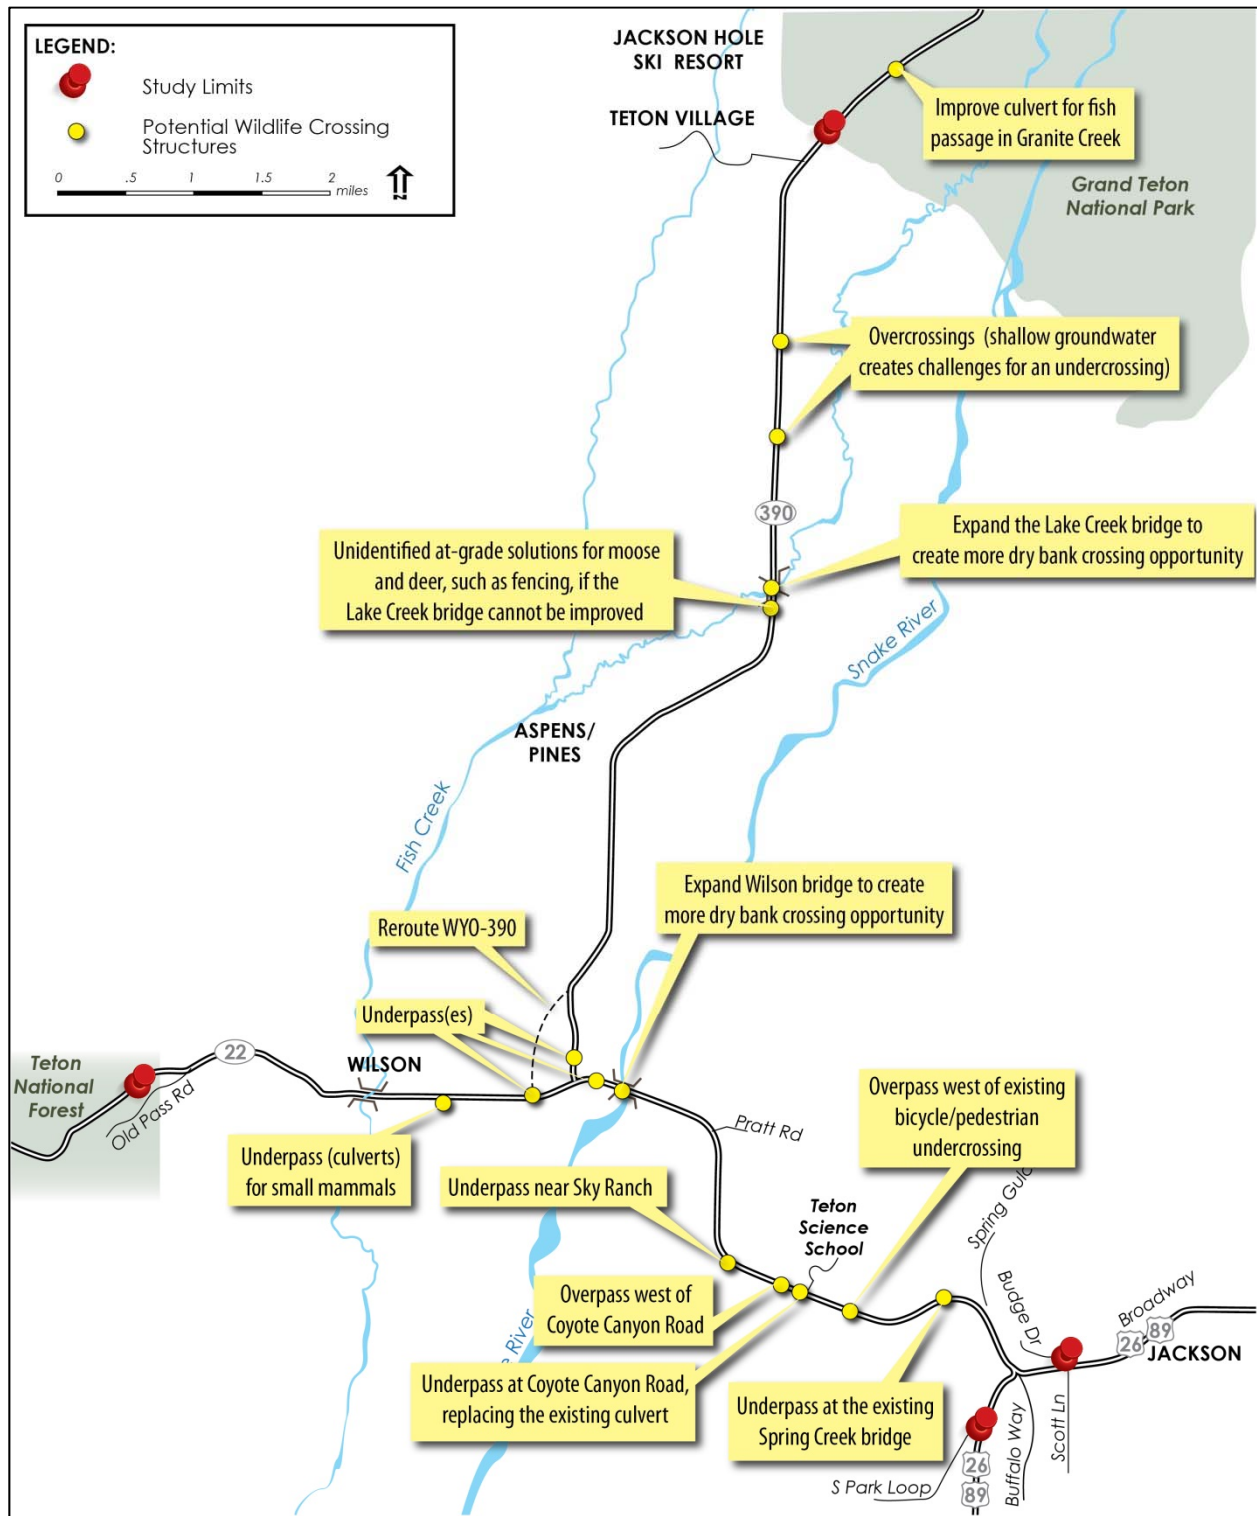 LEGEND:
Study Limits
Potential Wildlife Crossing
Structures
0 .5 1 1.5 2
miles
N
JACKSON HOLE
SKI RESORT
TETON VILLAGE
Improve culvert for fish
passage in Granite Creek
Grand Teton
National Park
Overcrossings (shallow groundwater
creates challenges for an undercrossing)
390
Expand the Lake Creek bridge to
create more dry bank crossing opportunity
Unidentified at-grade solutions for moose
and deer, such as fencing, if the
Lake Creek bridge cannot be improved
Snake River
ASPENS/
PINES
Fish Creek
Expand Wilson bridge to create
more dry bank crossing opportunity
Reroute WYO-390
Underpass(es)
Teton
National
Forest
22
WILSON
Old Pass Rd
Pratt Rd
Overpass west of existing
bicycle/pedestrian
undercrossing
Underpass (culverts)
for small mammals
Underpass near Sky Ranch
Teton
Science
School
Spring
Budge Dr
Broadway
26 89
JACKSON
Overpass west of
Coyote Canyon Road
River
Underpass at Coyote Canyon Road,
replacing the existing culvert
Underpass at the existing
Spring Creek bridge
S Park Loop
26
89
Buffalo Way
Scott Ln